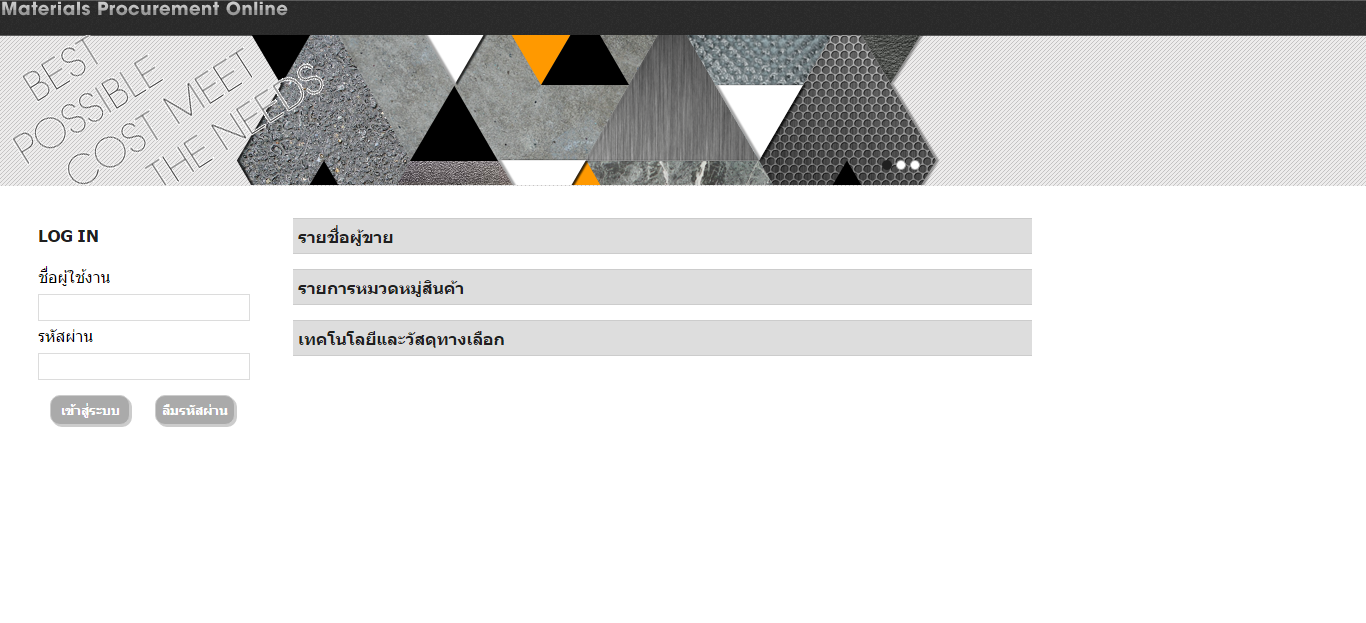 Materials Procurement Online
BEST
POSSIBLE
COST MEET
THE NEEDS
LOG IN
ชื่อผู้ใช้งาน
รหัสผ่าน
เข้าสู่ระบบ ลืมรหัสผ่าน
รายชื่อผู้ขาย
รายการหมวดหมู่สินค้า
เทคโนโลยีและวัสดุทางเลือก